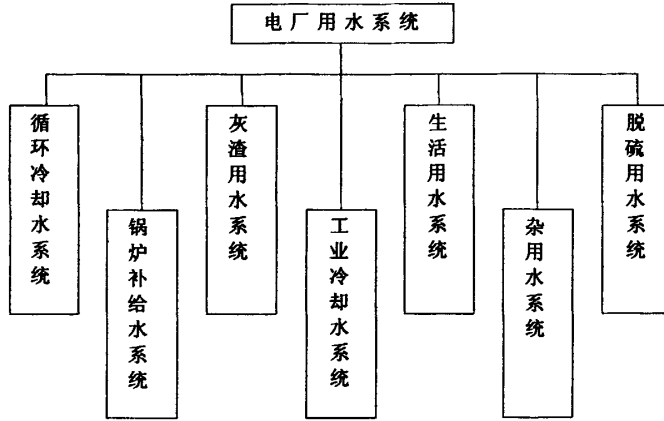 电厂用水系统
循环冷却水系统
锅炉补给水系统
灰渣用水系统
工业冷却水系统
生活用水系统
杂用水系统
脱硫用水系统